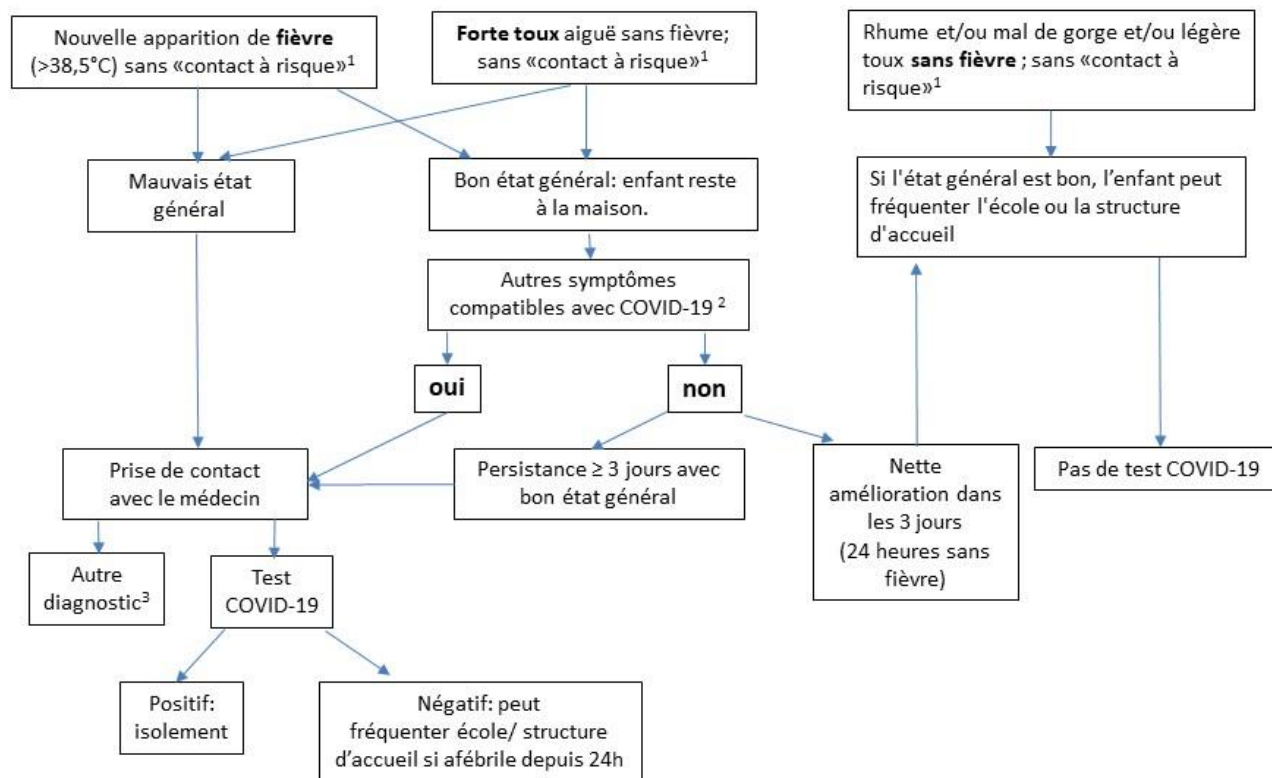 Nouvelle apparition de fièvre
(>38,5°C) sans «contact à risque»¹
Forte toux aiguë sans fièvre;
sans «contact à risque»¹
Rhume et/ou mal de gorge et/ou légère
toux sans fièvre ; sans «contact à
risque»¹
Mauvais état
général
Bon état général: enfant reste
à la maison.
Si l'état général est bon, l’enfant peut
fréquenter l'école ou la structure
d'accueil
Autres symptômes
compatibles avec COVID-19 ²
oui
non
Prise de contact
avec le médecin
Persistance ≥ 3 jours avec
bon état général
Nette
amélioration dans
les 3 jours
(24 heures sans
fièvre)
Pas de test COVID-19
Autre
diagnostic³
Test
COVID-19
Positif:
isolement
Négatif: peut
fréquenter école/ structure
d’accueil si afébrile depuis 24h